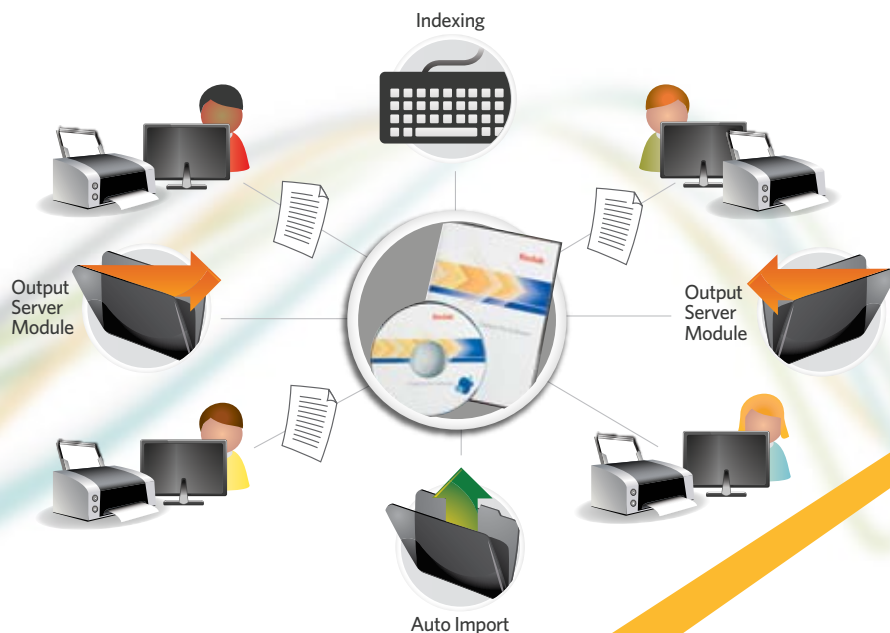 Indexing
Output
Server
Module
Kodak
Kodak
Output
Server
Module
Auto Import